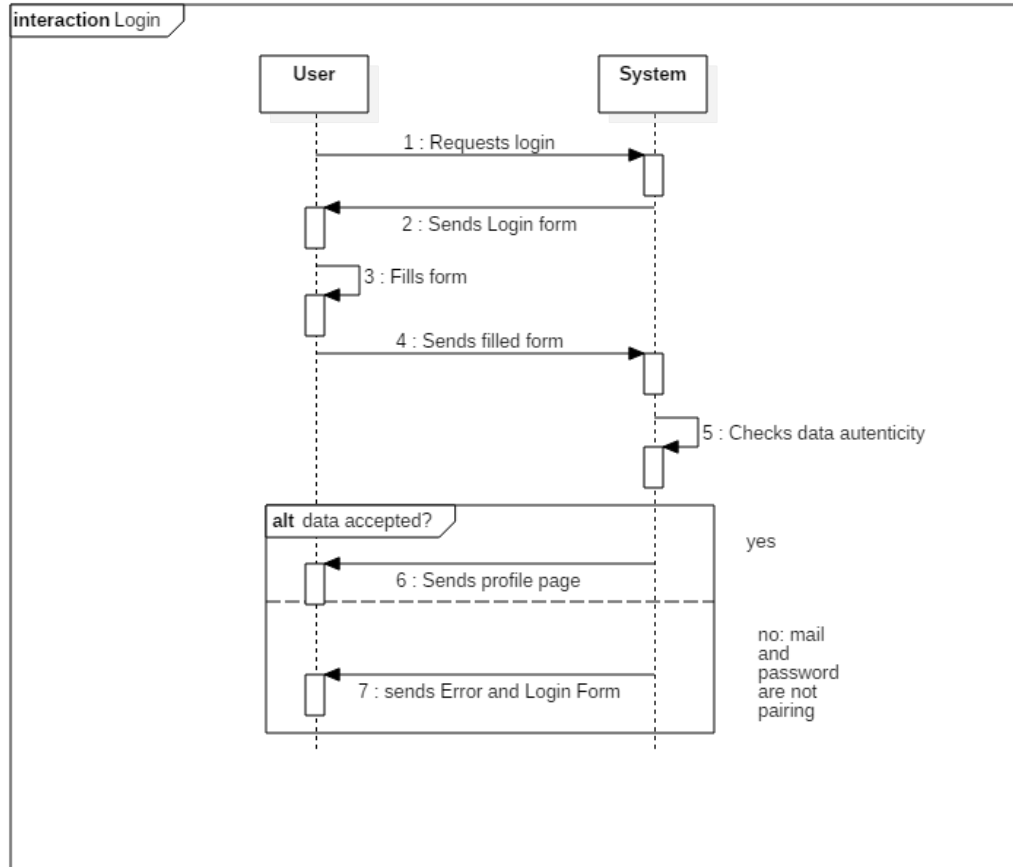 interaction Login
User
System
1 : Requests login
2 : Sends Login form
3 : Fills form
4 : Sends filled form
5 : Checks data autenticity
alt data accepted?
yes
6 : Sends profile page
no: mail
and
password
are not
pairing
7 : sends Error and Login Form